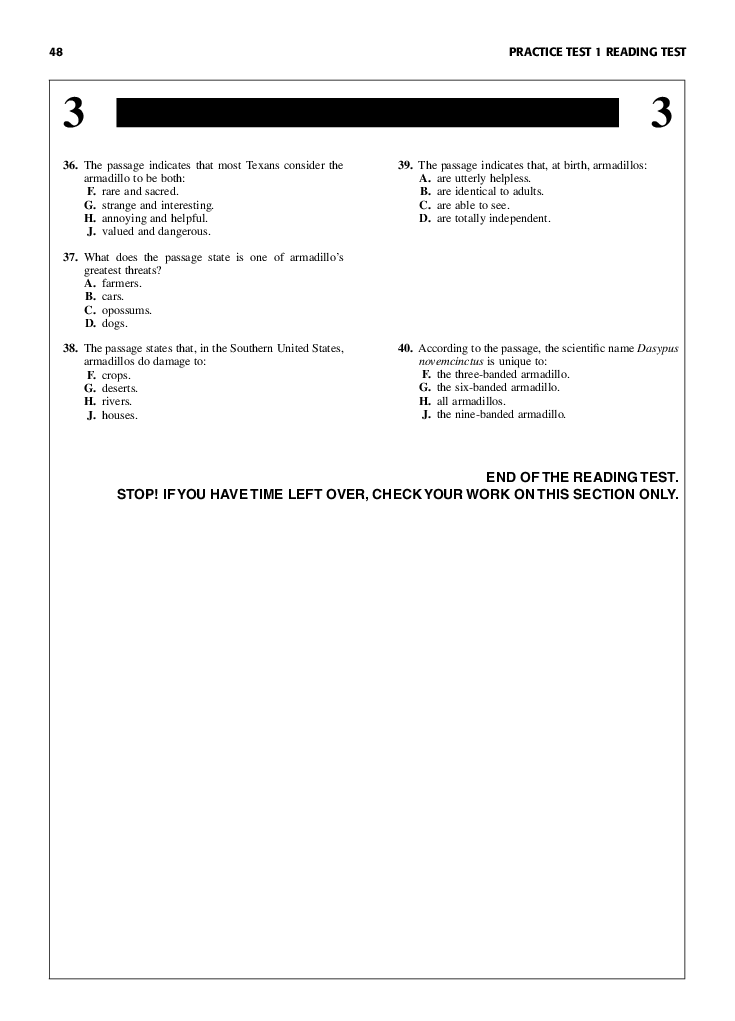 48
PRACTICE TEST 1 READING TEST
3
3
36. The passage indicates that most Texans consider the
armadillo to be both:
F. rare and sacred.
G. strange and interesting.
H. annoying and helpful.
J. valued and dangerous.
37. What does the passage state is one of armadillo's
greatest threats?
A. farmers.
B. cars.
C. opossums.
D. dogs.
38. The passage states that, in the Southern United States,
armadillos do damage to:
F. crops.
G. deserts.
H. rivers.
J. houses.
39. The passage indicates that, at birth, armadillos:
A. are utterly helpless.
B. are identical to adults.
C. are able to see.
D. are totally independent.
40. According to the passage, the scientific name Dasypus
novemcinctus is unique to:
F. the three-banded armadillo.
G. the six-banded armadillo.
H. all armadillos.
J. the nine-banded armadillo.
END OF THE READING TEST.
STOP! IF YOU HAVE TIME LEFT OVER, CHECK YOUR WORK ON THIS SECTION ONLY.